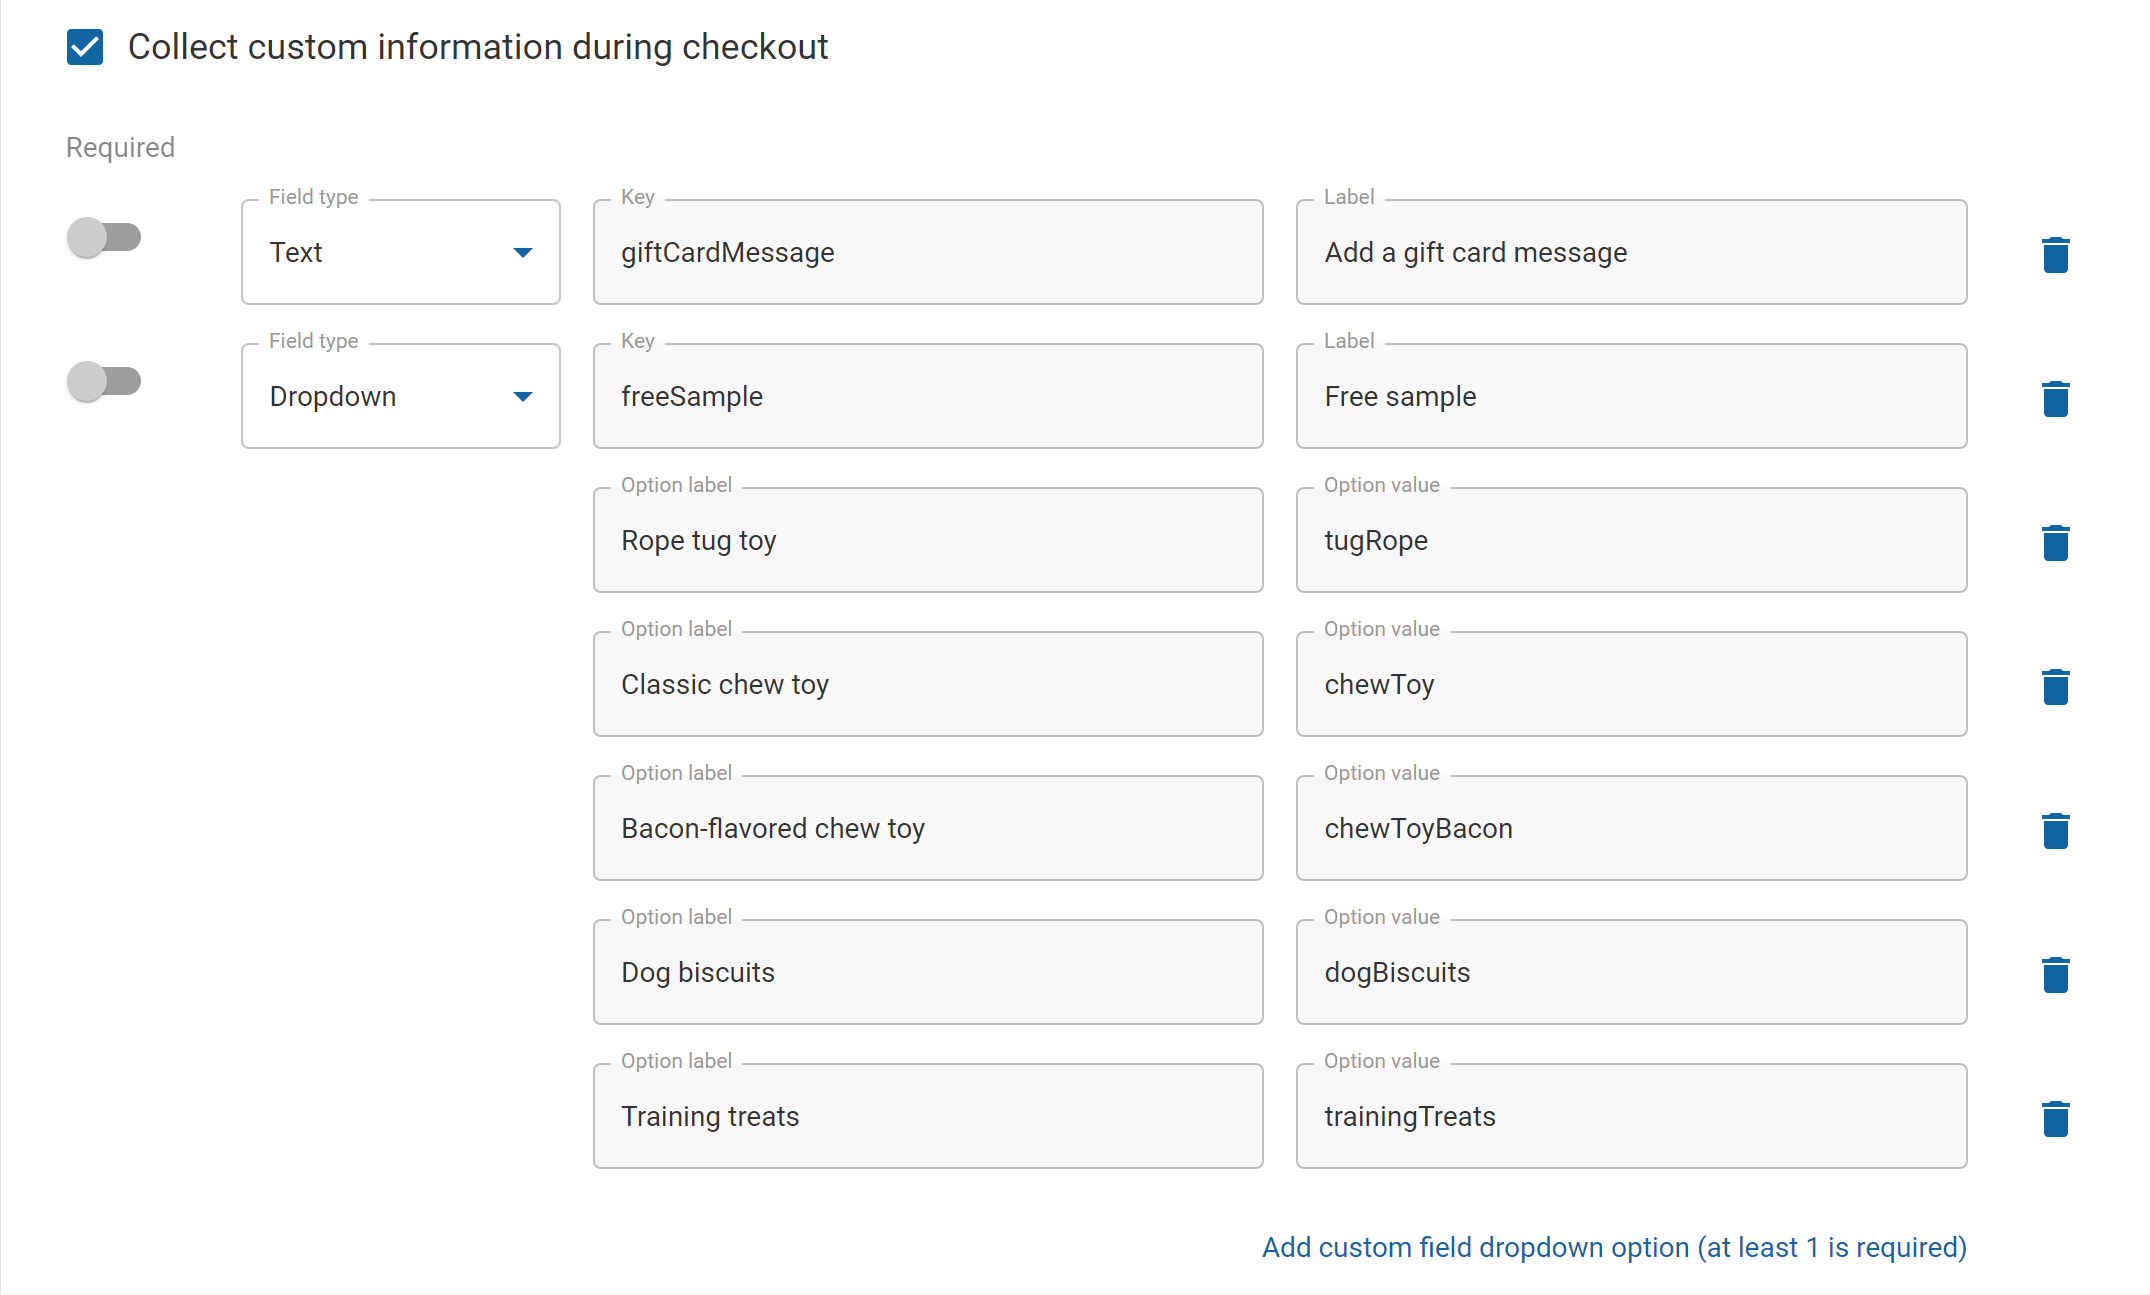 Collect custom information during checkout
Required
Field type Key Label
Text giftCardMessage Add a gift card message
Field type Key Label
Dropdown freeSample Free sample
Option label Option value
Rope tug toy tugRope
Option label Option value
Classic chew toy chewToy
Option label Option value
Bacon-flavored chew toy chewToyBacon
Option label Option value
Dog biscuits dogBiscuits
Option label Option value
Training treats trainingTreats
Add custom field dropdown option (at least 1 is required)